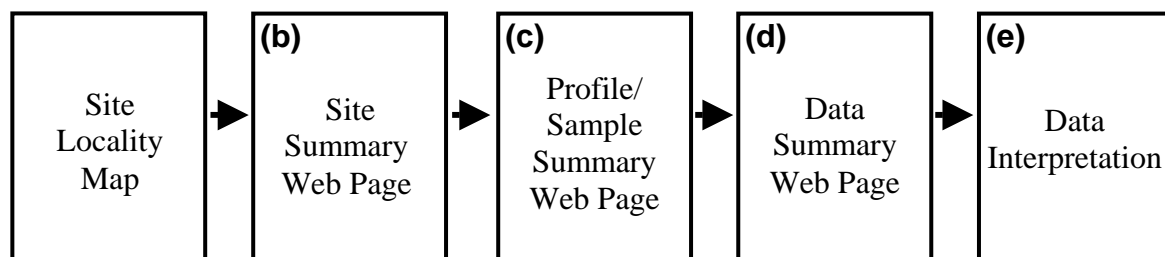 Site
Locality
Map
(b)
Site
Summary
Web Page
(c)
Profile/
Sample
Summary
Web Page
(d)
Data
Summary
Web Page
(e)
Data
Interpretation